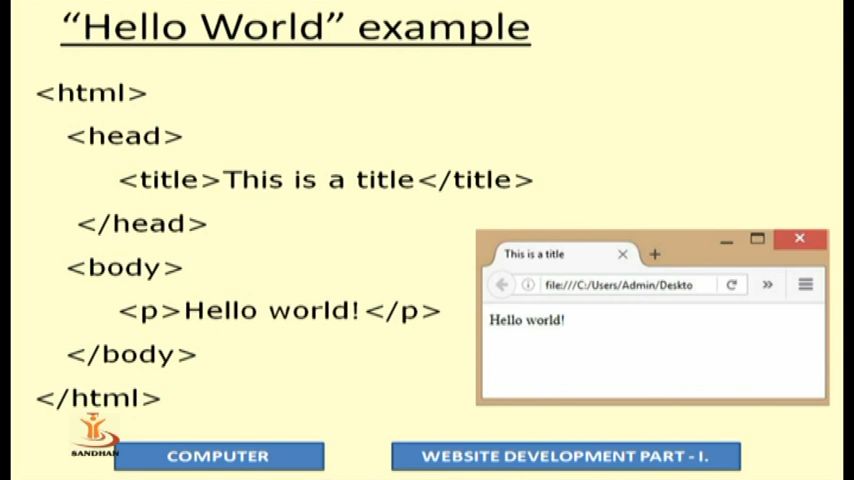 “Hello World” example
<html>
<head>
<title>This is a title</title>
</head>
<body>
<p>Hello world!</p>
</body>
</html>
This is a title
file:///C:/Users/Admin/Deskto
Hello world!
SANDHAN
COMPUTER
WEBSITE DEVELOPMENT PART - I.